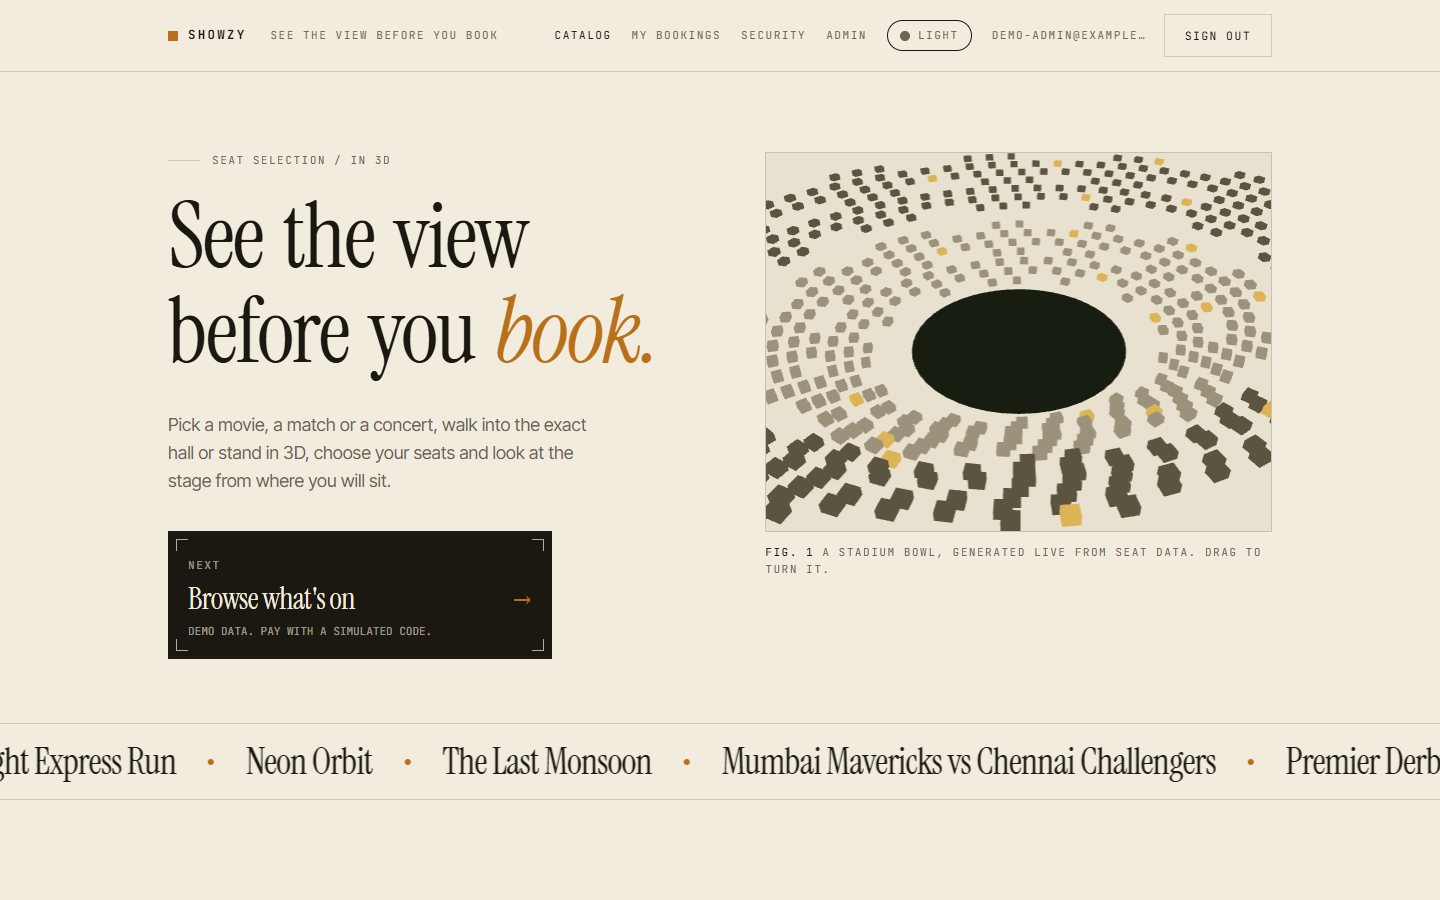 SHOWZY
SEE THE VIEW BEFORE YOU BOOK
CATALOG
MY BOOKINGS
SECURITY
ADMIN
LIGHT
DEMO-ADMIN@EXAMPLE…
SIGN OUT
SEAT SELECTION / IN 3D
See the view
before you book.
Pick a movie, a match or a concert, walk into the exact
hall or stand in 3D, choose your seats and look at the
stage from where you will sit.
NEXT
Browse what's on
→
DEMO DATA. PAY WITH A SIMULATED CODE.
FIG. 1 A STADIUM BOWL, GENERATED LIVE FROM SEAT DATA. DRAG TO
TURN IT.
ght Express Run • Neon Orbit • The Last Monsoon • Mumbai Mavericks vs Chennai Challengers • Premier Derb